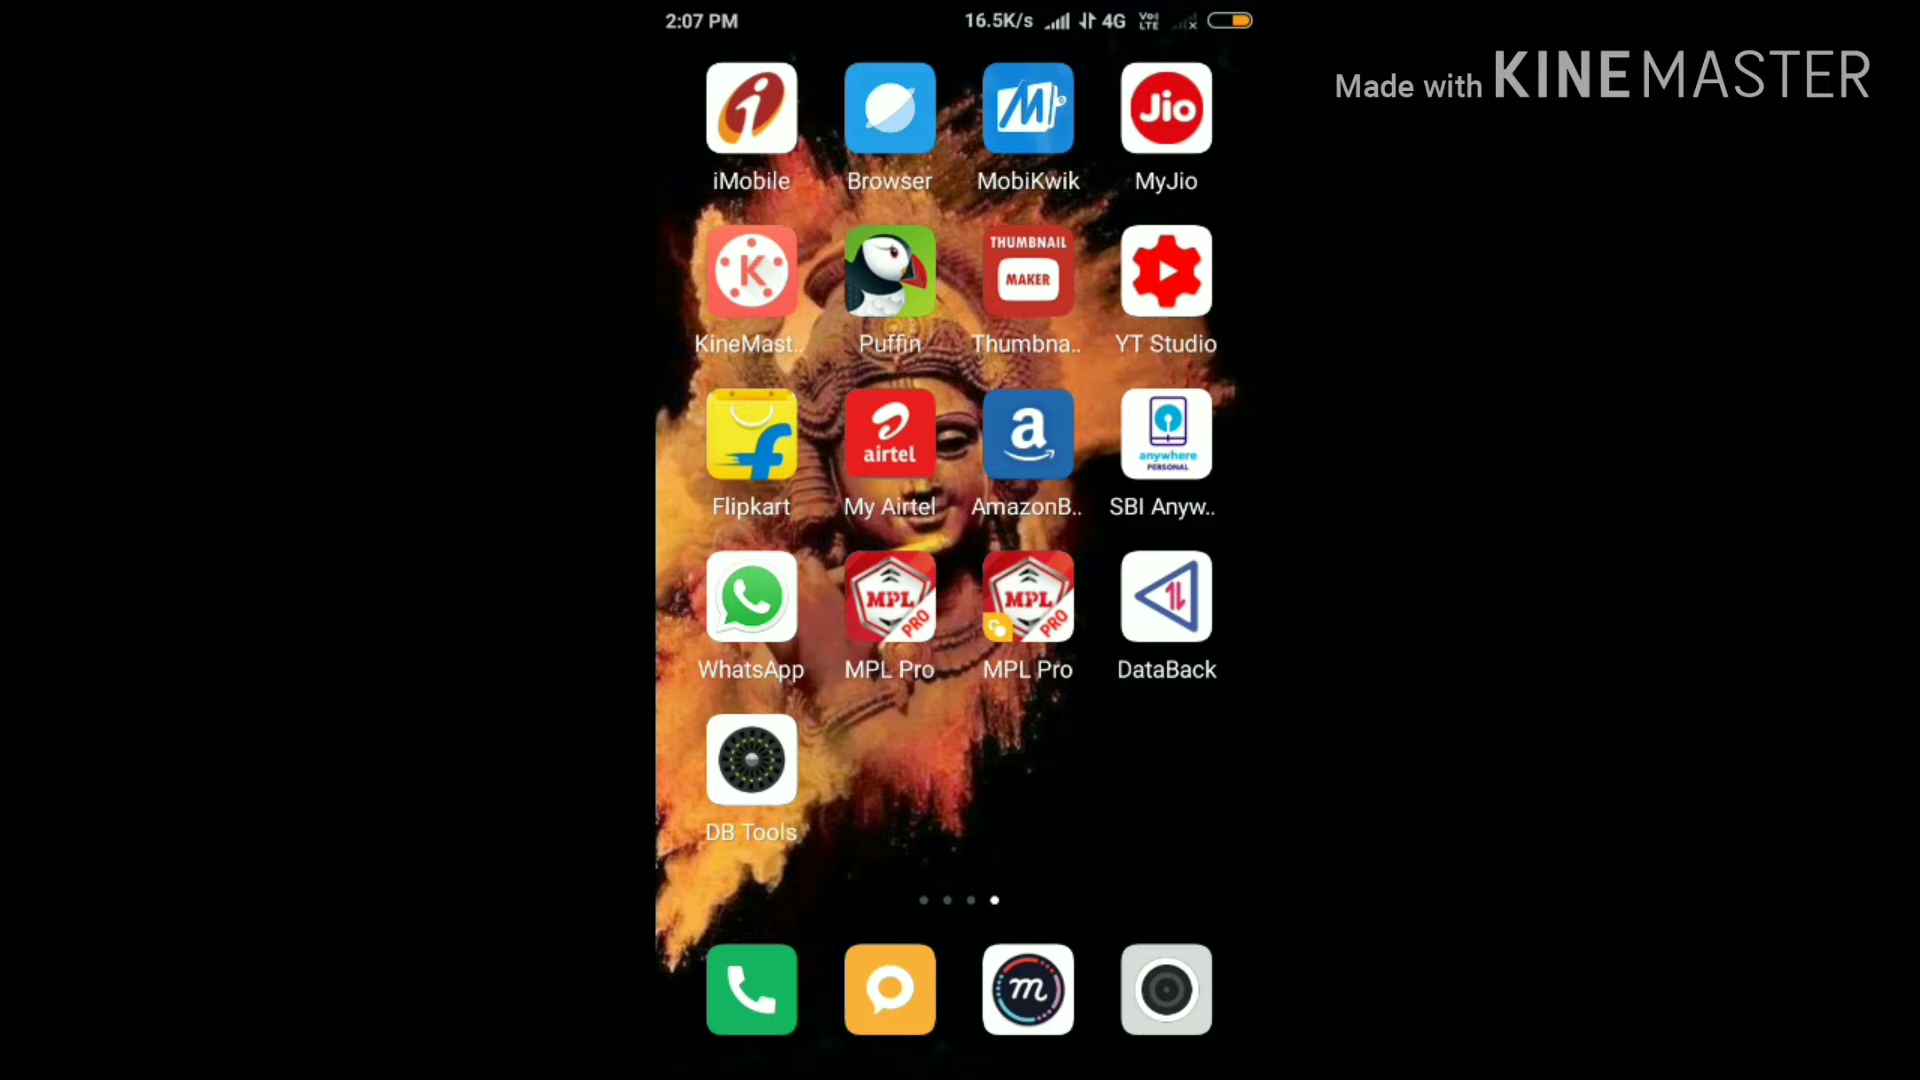 2:07 PM 16.5K/s 4G Vo) LTE
Made with KINEMASTER
Jio
iMobile Browser MobiKwik MyJio
THUMBNAIL
MAKER
K
KineMast.. Puffin Thumbna.. YT Studio
airtel
a
anywhere
PERSONAL
Flipkart My Airtel AmazonB.. SBI Anyw..
MPL PRO
MPL PRO
WhatsApp MPL Pro MPL Pro DataBack
DB Tools
m